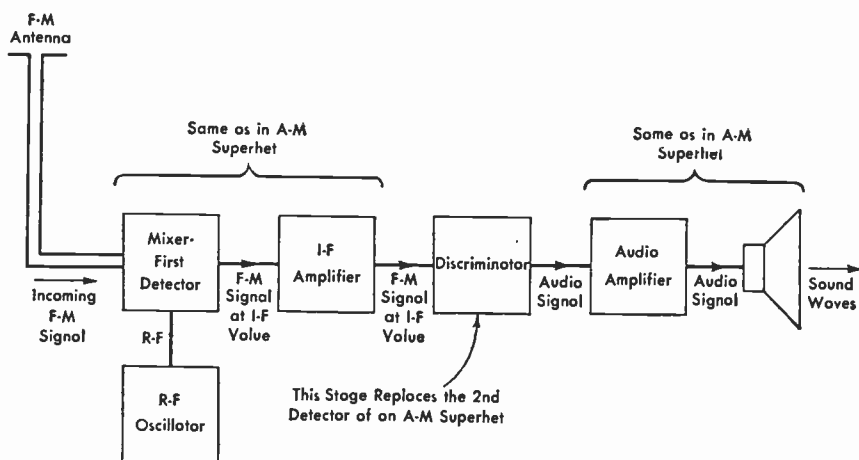 F-M
Antenna
Same as in A-M
Superhet
Same as in A-M
Superhet
Mixer-
First
Detector
I-F
Amplifier
Discriminator
Audio
Amplifier
Incoming
F-M
Signal
F-M
Signal
at I-F
Value
F-M
Signal
at I-F
Value
Audio
Signal
Audio
Signal
Sound
Waves
R-F
R-F
Oscillator
This Stage Replaces the 2nd
Detector of an A-M Superhet